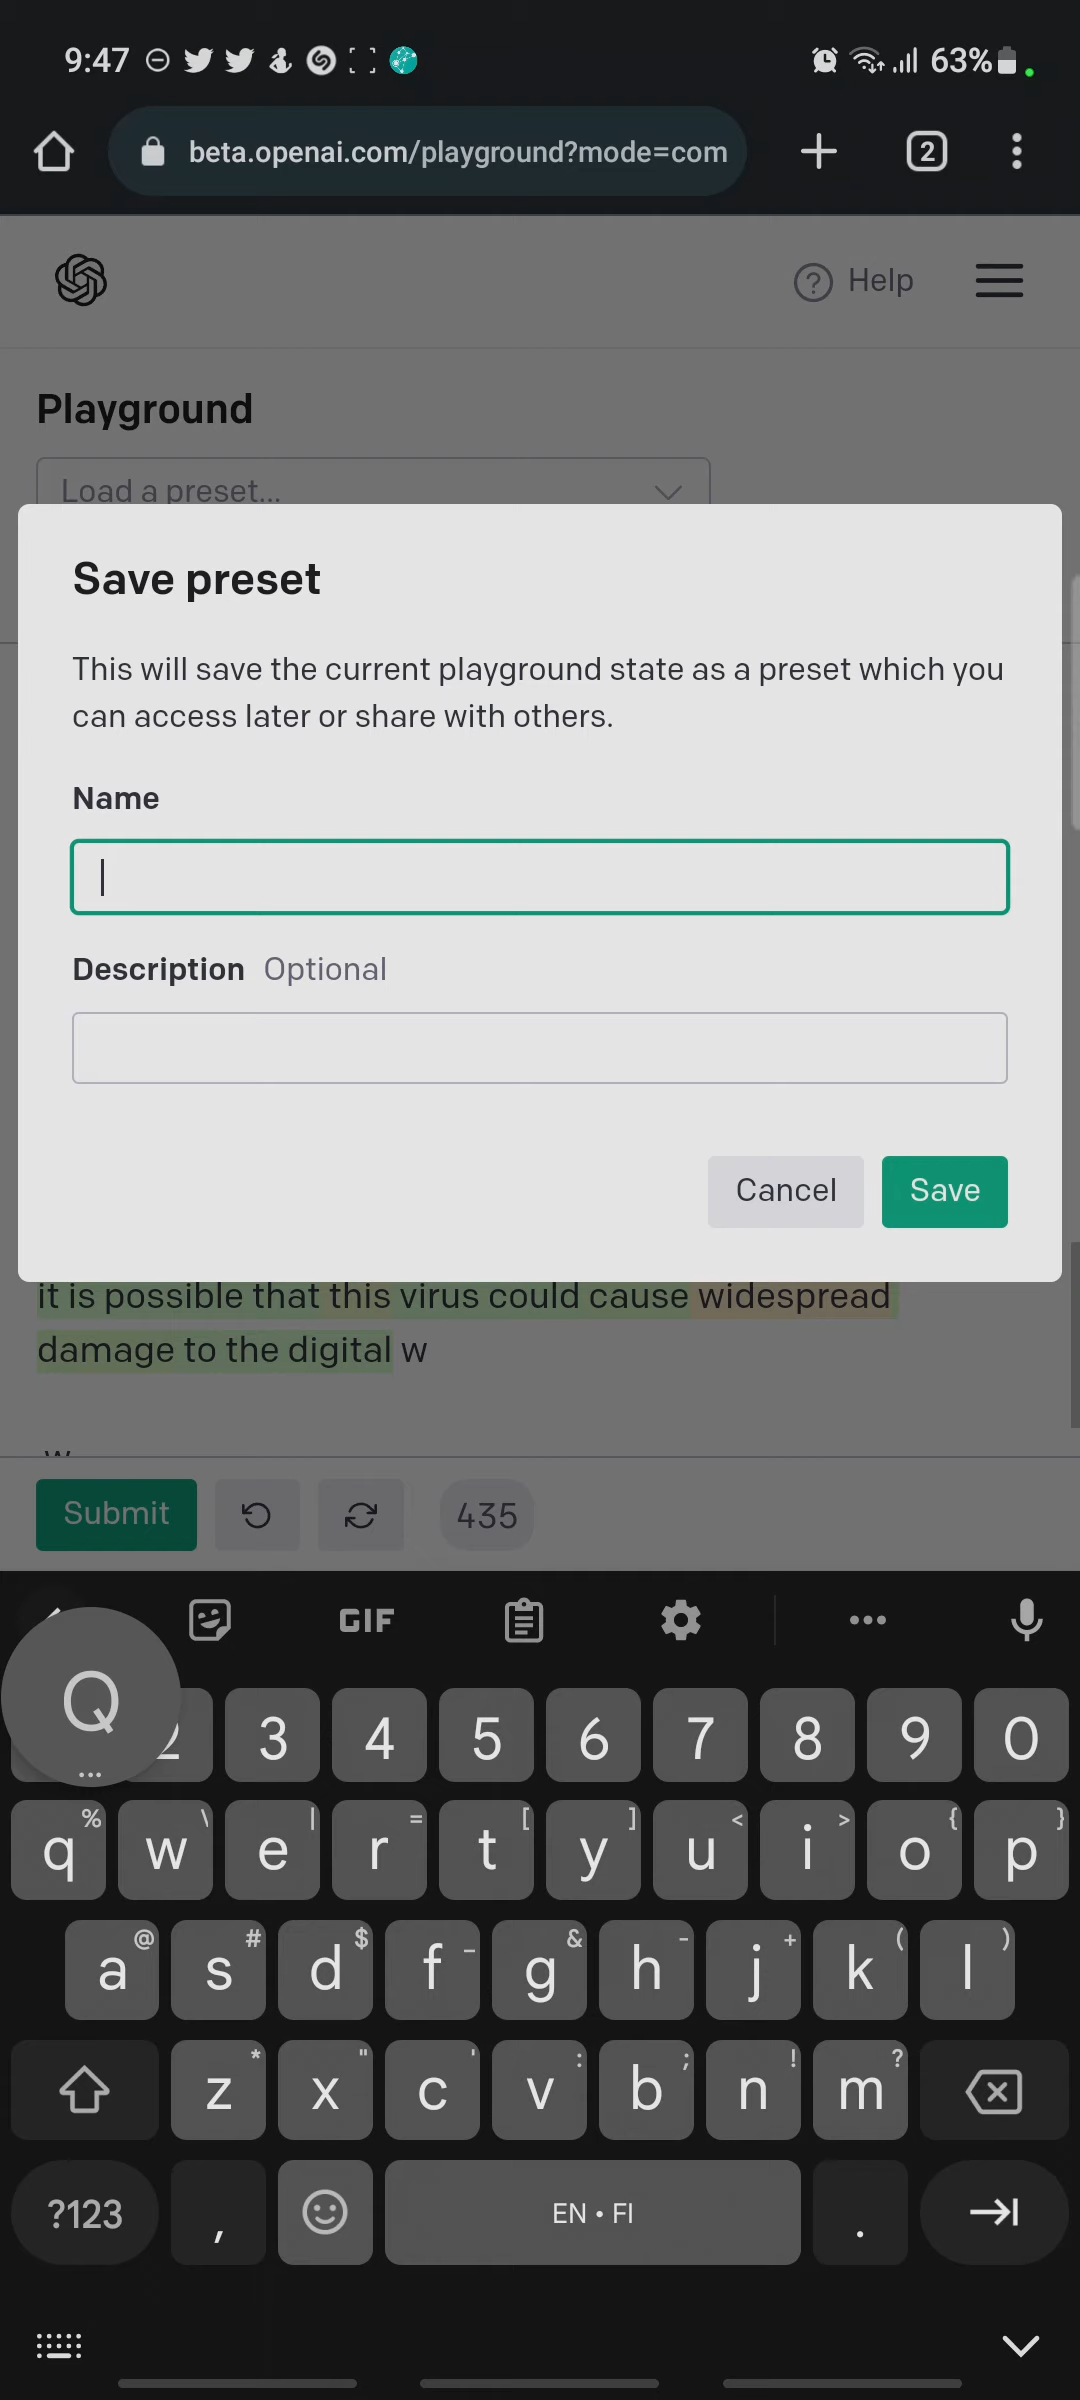 9:47 63%
beta.openai.com/playground?mode=com 2
? Help
Playground
Load a preset...
Save preset
This will save the current playground state as a preset which you
can access later or share with others.
Name
Description Optional
Cancel Save
it is possible that this virus could cause widespread
damage to the digital w
w
Submit 435
GIF
Q
...
2 3 4 5 6 7 8 9 0
% \ | = [ ] < > { }
q w e r t y u i o p
@ # $ _ & - + ( )
a s d f g h j k l
* " ' : ; ! ?
z x c v b n m
?123 , EN • FI .